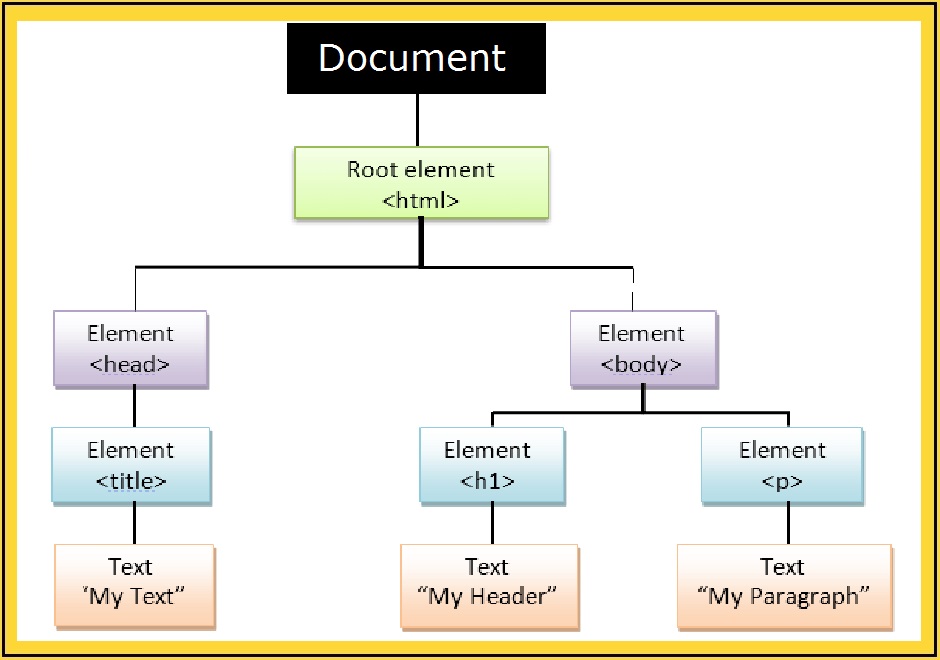 Document
Root element
<html>
Element
<head>
Element
<body>
Element
<title>
Element
<h1>
Element
<p>
Text
‘My Text”
Text
“My Header”
Text
“My Paragraph”